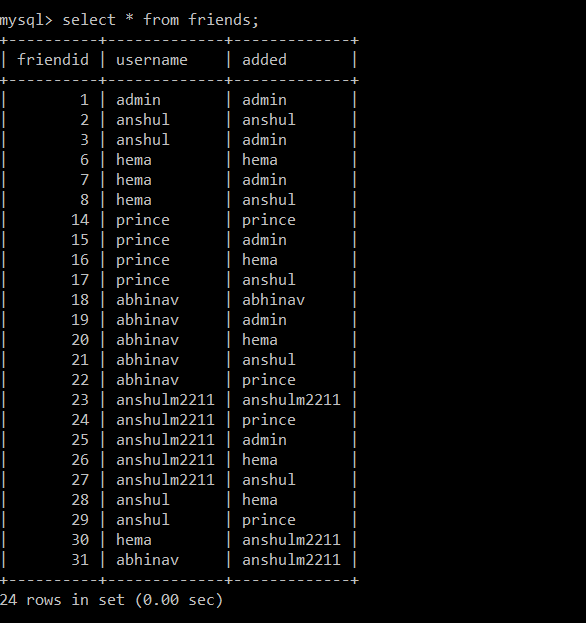 mysql> select * from friends;
+----------+-------------+-------------+
| friendid | username    | added       |
+----------+-------------+-------------+
|        1 | admin       | admin       |
|        2 | anshul      | anshul      |
|        3 | anshul      | admin       |
|        6 | hema        | hema        |
|        7 | hema        | admin       |
|        8 | hema        | anshul      |
|       14 | prince      | prince      |
|       15 | prince      | admin       |
|       16 | prince      | hema        |
|       17 | prince      | anshul      |
|       18 | abhinav     | abhinav     |
|       19 | abhinav     | admin       |
|       20 | abhinav     | hema        |
|       21 | abhinav     | anshul      |
|       22 | abhinav     | prince      |
|       23 | anshulm2211 | anshulm2211 |
|       24 | anshulm2211 | prince      |
|       25 | anshulm2211 | admin       |
|       26 | anshulm2211 | hema        |
|       27 | anshulm2211 | anshul      |
|       28 | anshul      | hema        |
|       29 | anshul      | prince      |
|       30 | hema        | anshulm2211 |
|       31 | abhinav     | anshulm2211 |
+----------+-------------+-------------+
24 rows in set (0.00 sec)